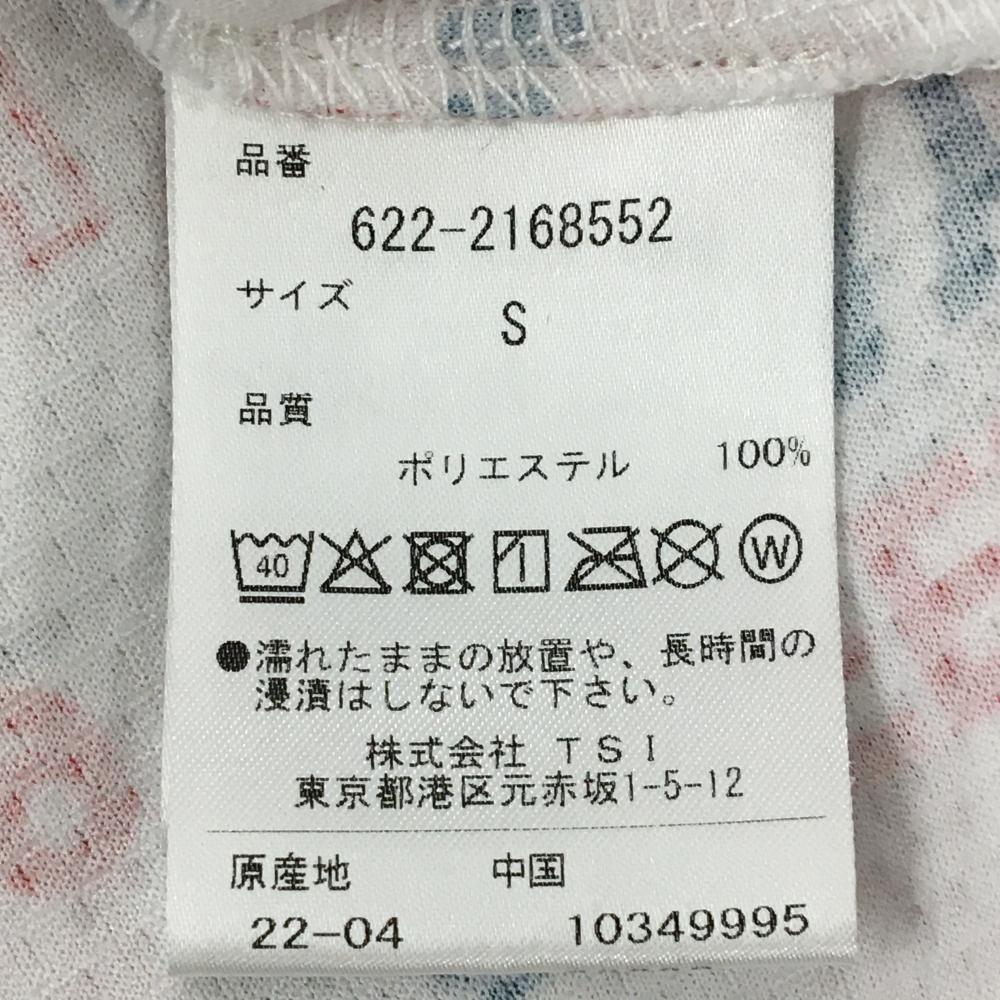 品番
622-2168552
サイズ
S
品質
ポリエステル 100%
40 W
●濡れたままの放置や、長時間の
浸漬はしないで下さい。
株式会社 TSI
東京都港区元赤坂1-5-12
原産地 中国
22-04 10349995